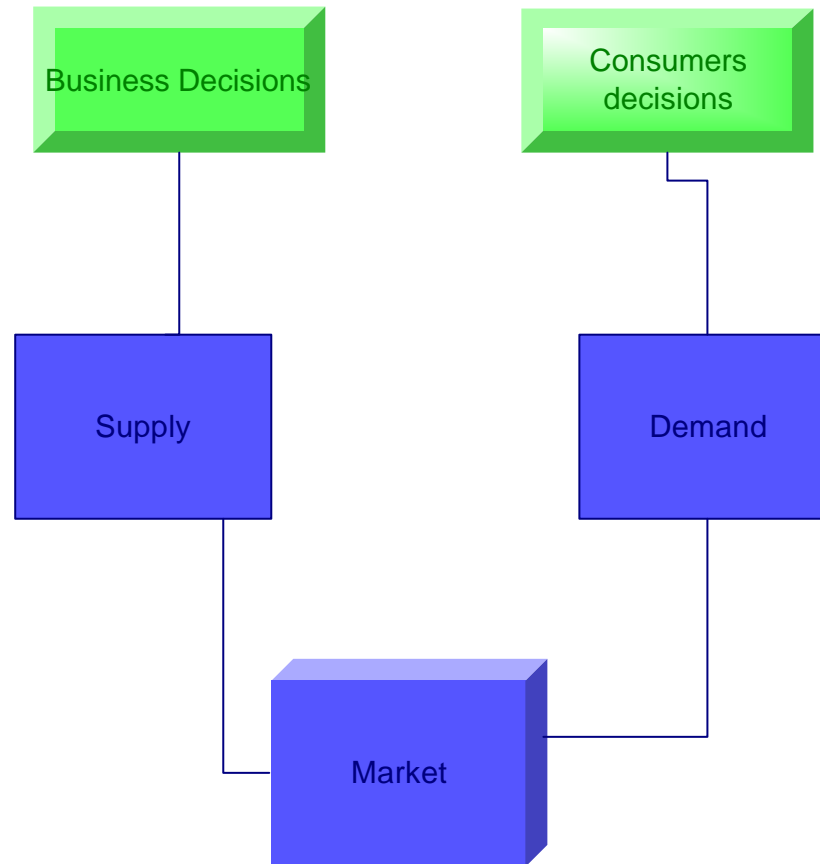 Business Decisions
Consumers
decisions
Supply
Demand
Market